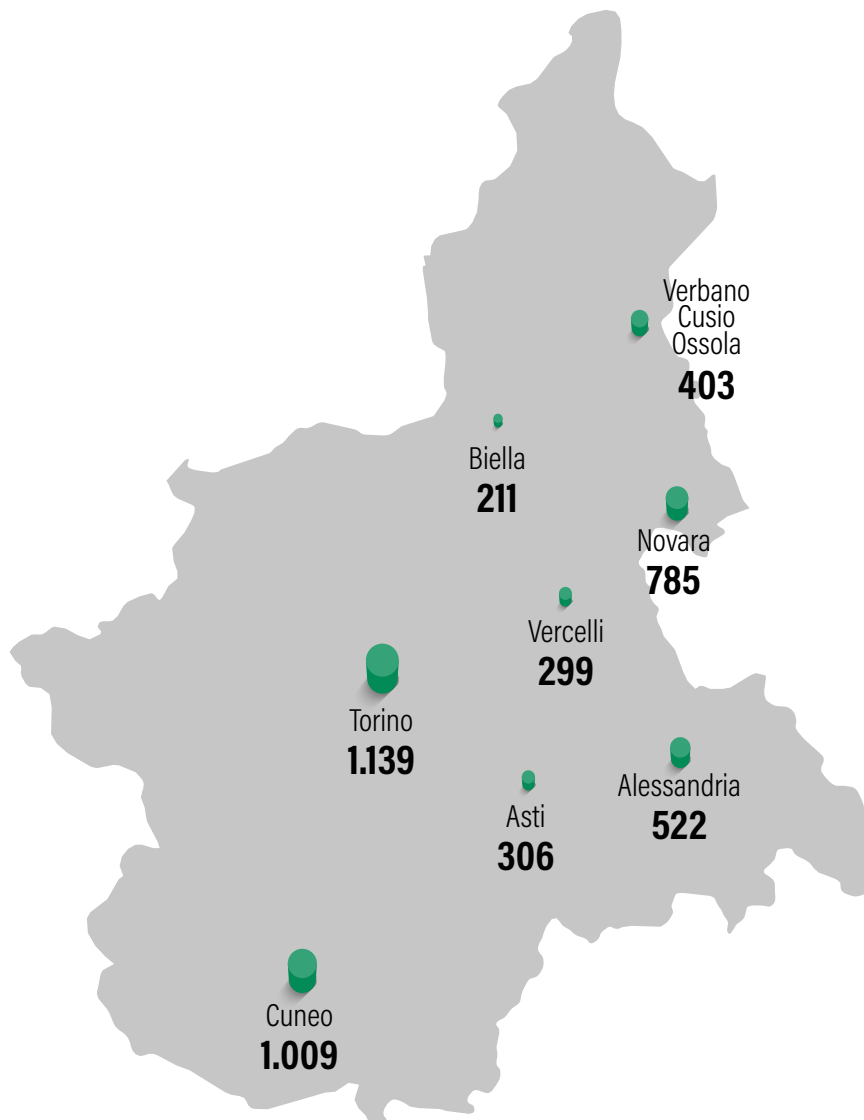 Verbano
Cusio
Ossola
403
Biella
211
Novara
785
Vercelli
299
Torino
1.139
Alessandria
522
Asti
306
Cuneo
1.009